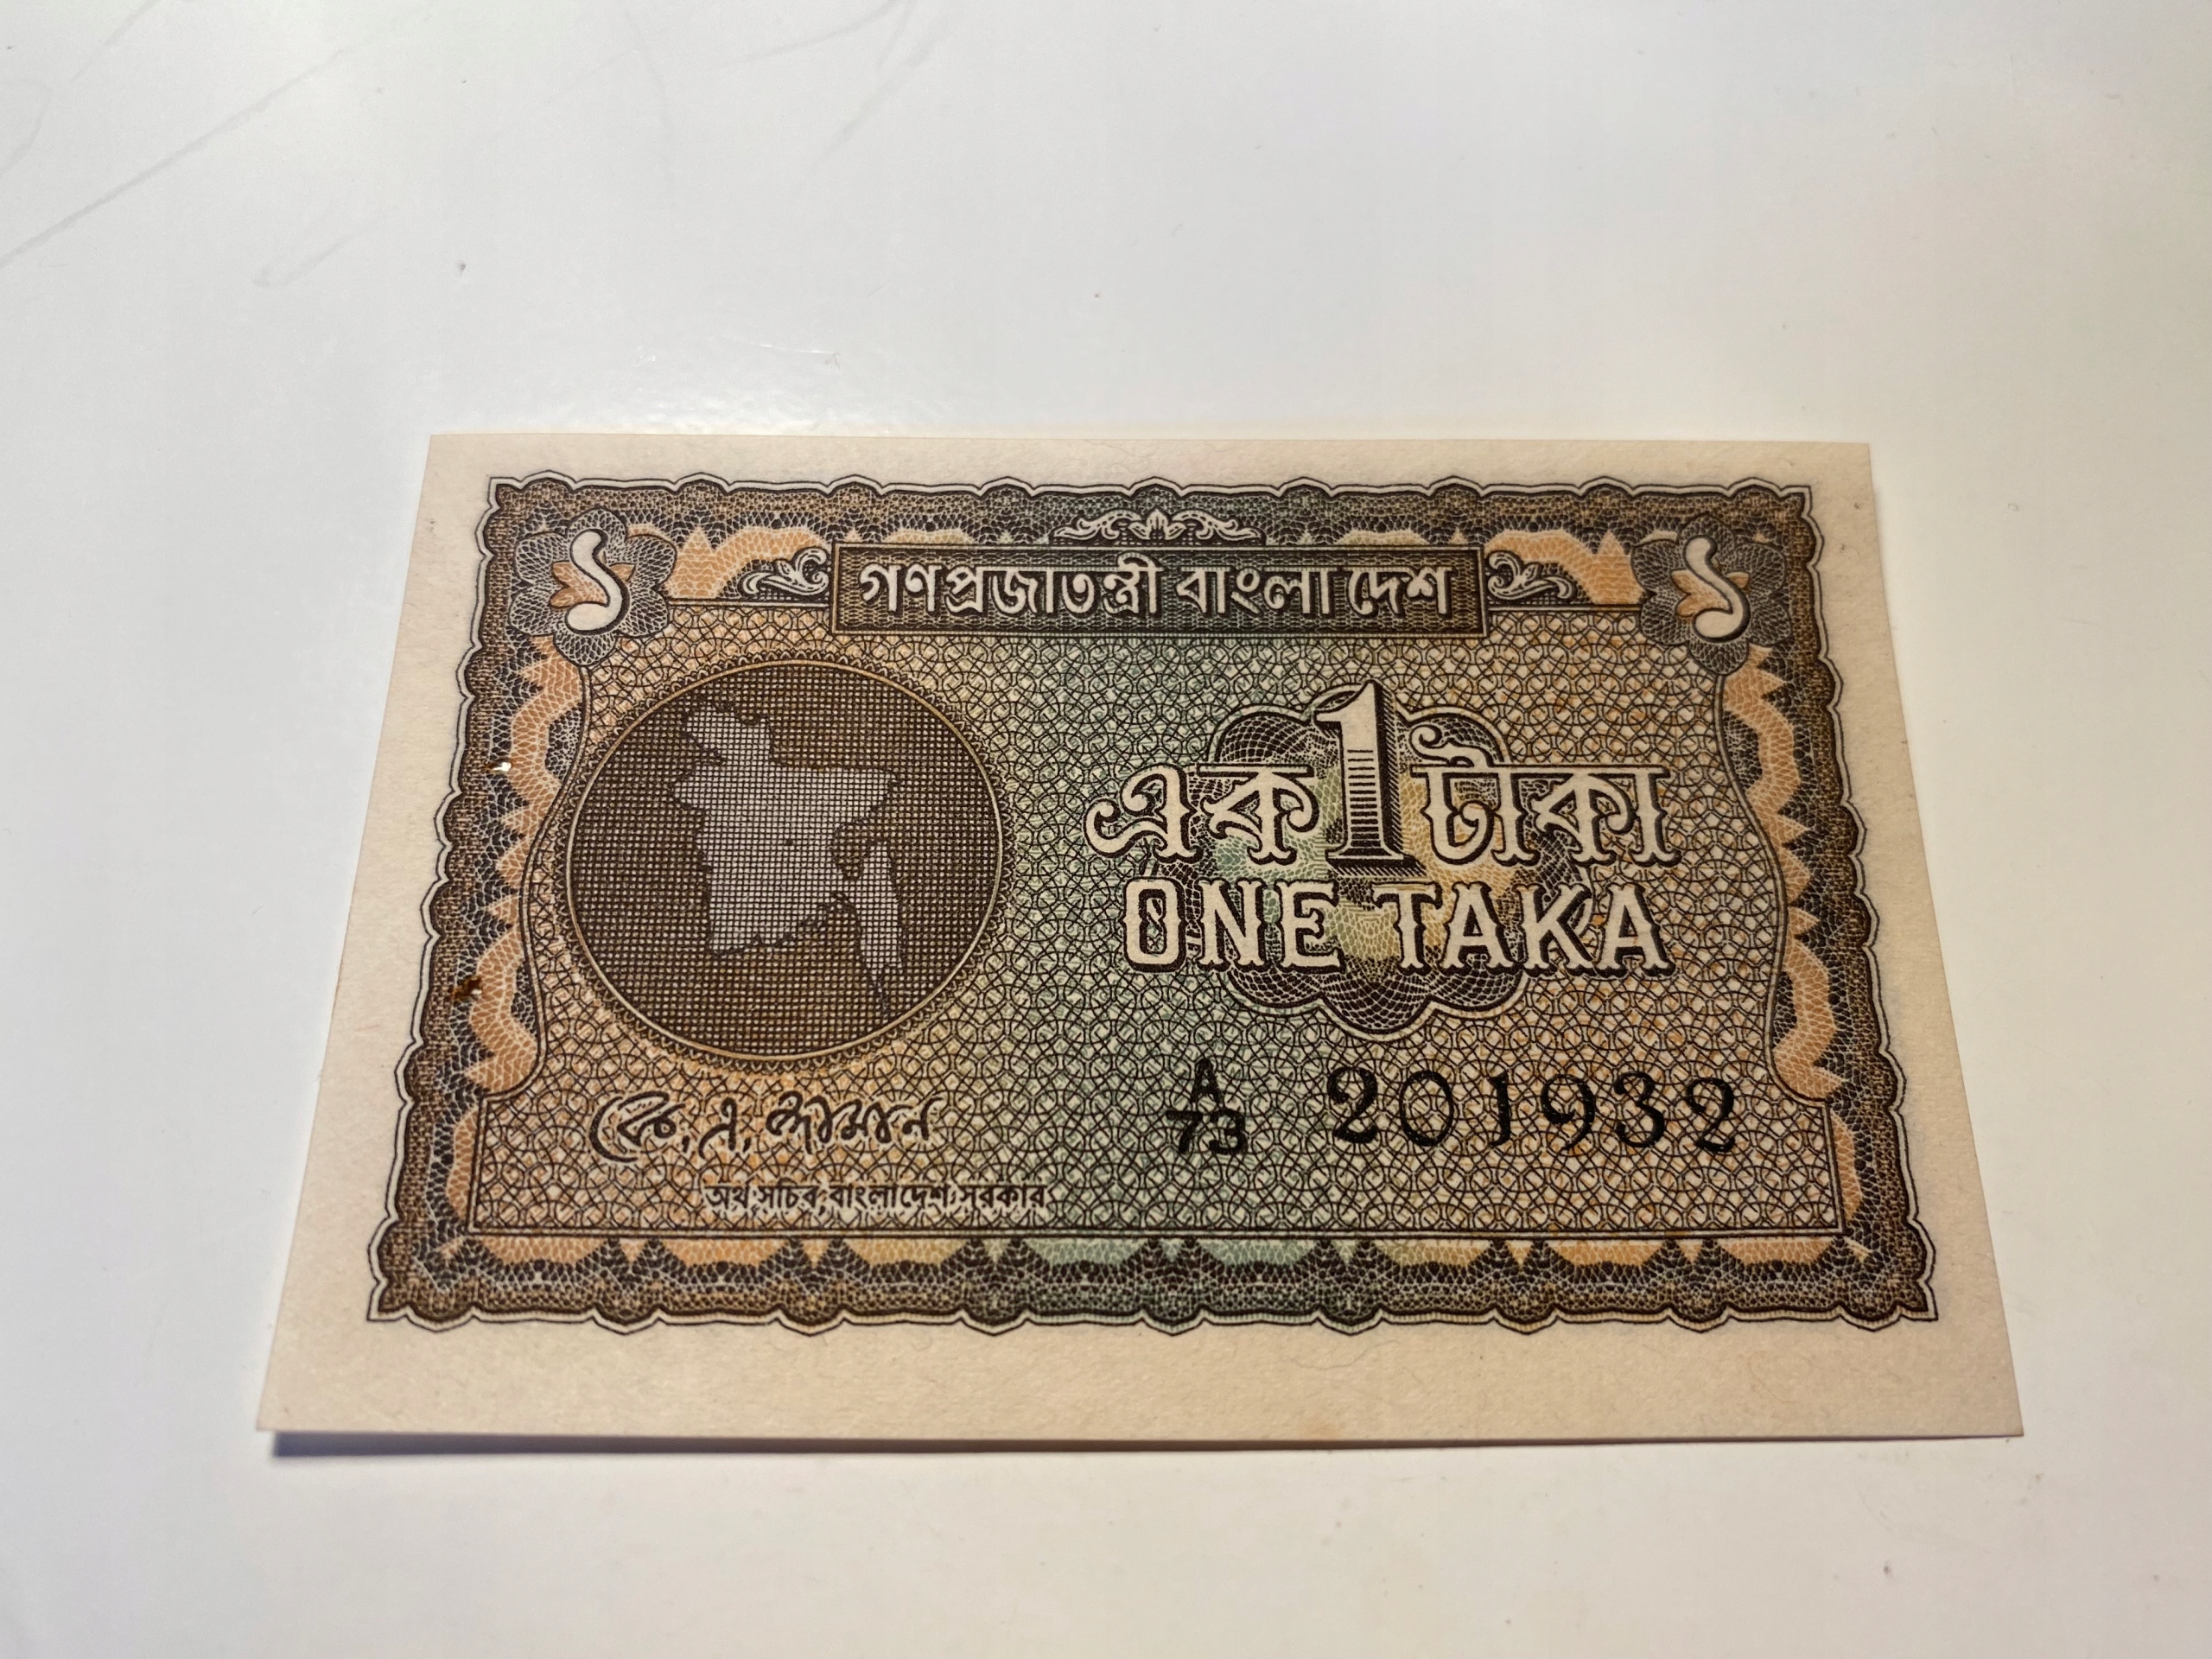 ১ গণপ্রজাতন্ত্রী বাংলাদেশ ১
এক 1 টাকা
ONE TAKA
A
73 201932
কে. এ. জামান
অর্থ সচিব, বাংলাদেশ সরকার